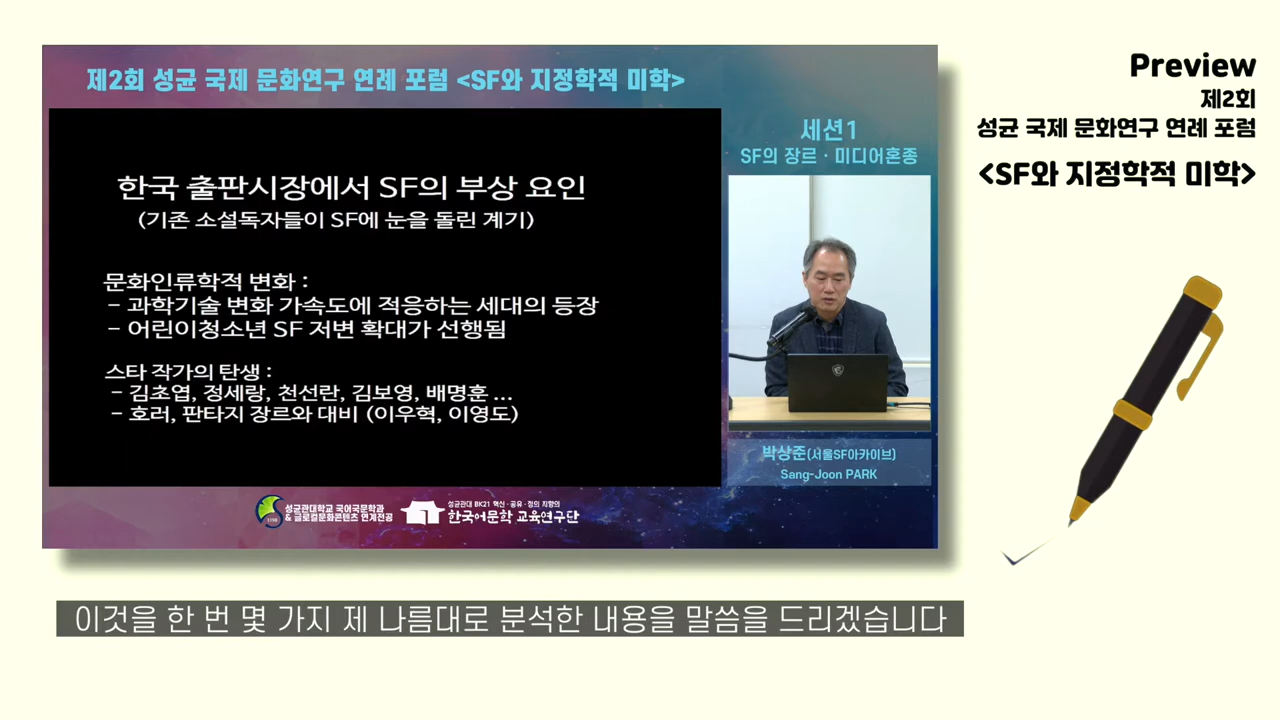 제2회 성균 국제 문화연구 연례 포럼 <SF와 지정학적 미학>
한국 출판시장에서 SF의 부상 요인
(기존 소설독자들이 SF에 눈을 돌린 계기)
문화인류학적 변화 :
- 과학기술 변화 가속도에 적응하는 세대의 등장
- 어린이청소년 SF 저변 확대가 선행됨
스타 작가의 탄생 :
- 김초엽, 정세랑, 천선란, 김보영, 배명훈 ...
- 호러, 판타지 장르와 대비 (이우혁, 이영도)
세션1
SF의 장르 · 미디어혼종
박상준(서울SF아카이브)
Sang-Joon PARK
1398
성균관대학교 국어국문학과
& 글로컬문화콘텐츠 연계전공
성균관대 BK21 혁신 · 공유 · 정의 지향의
한국어문학 교육연구단
Preview
제2회
성균 국제 문화연구 연례 포럼
<SF와 지정학적 미학>
이것을 한 번 몇 가지 제 나름대로 분석한 내용을 말씀을 드리겠습니다